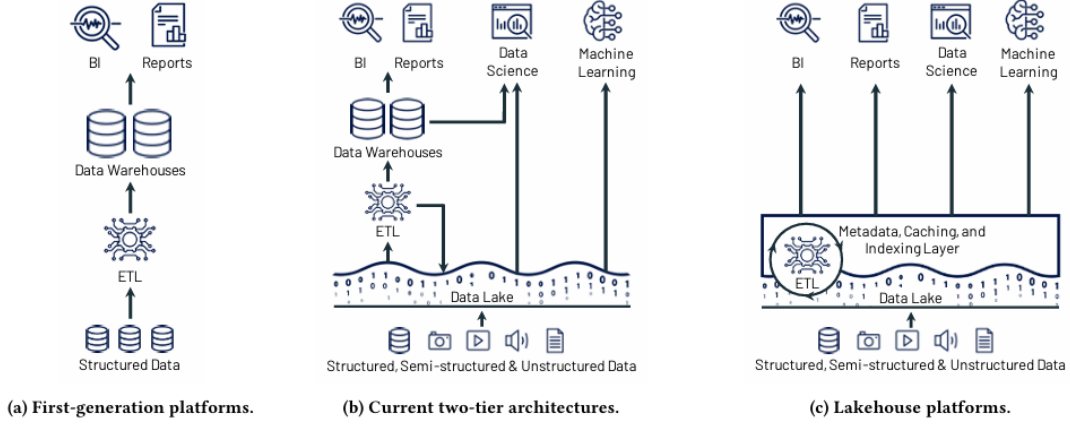 BI
Reports
Data Warehouses
ETL
Structured Data
(a) First-generation platforms.
BI
Reports
Data
Science
Machine
Learning
Data Warehouses
ETL
Data Lake
Structured, Semi-structured & Unstructured Data
(b) Current two-tier architectures.
BI
Reports
Data
Science
Machine
Learning
Metadata, Caching, and
Indexing Layer
ETL
Data Lake
Structured, Semi-structured & Unstructured Data
(c) Lakehouse platforms.